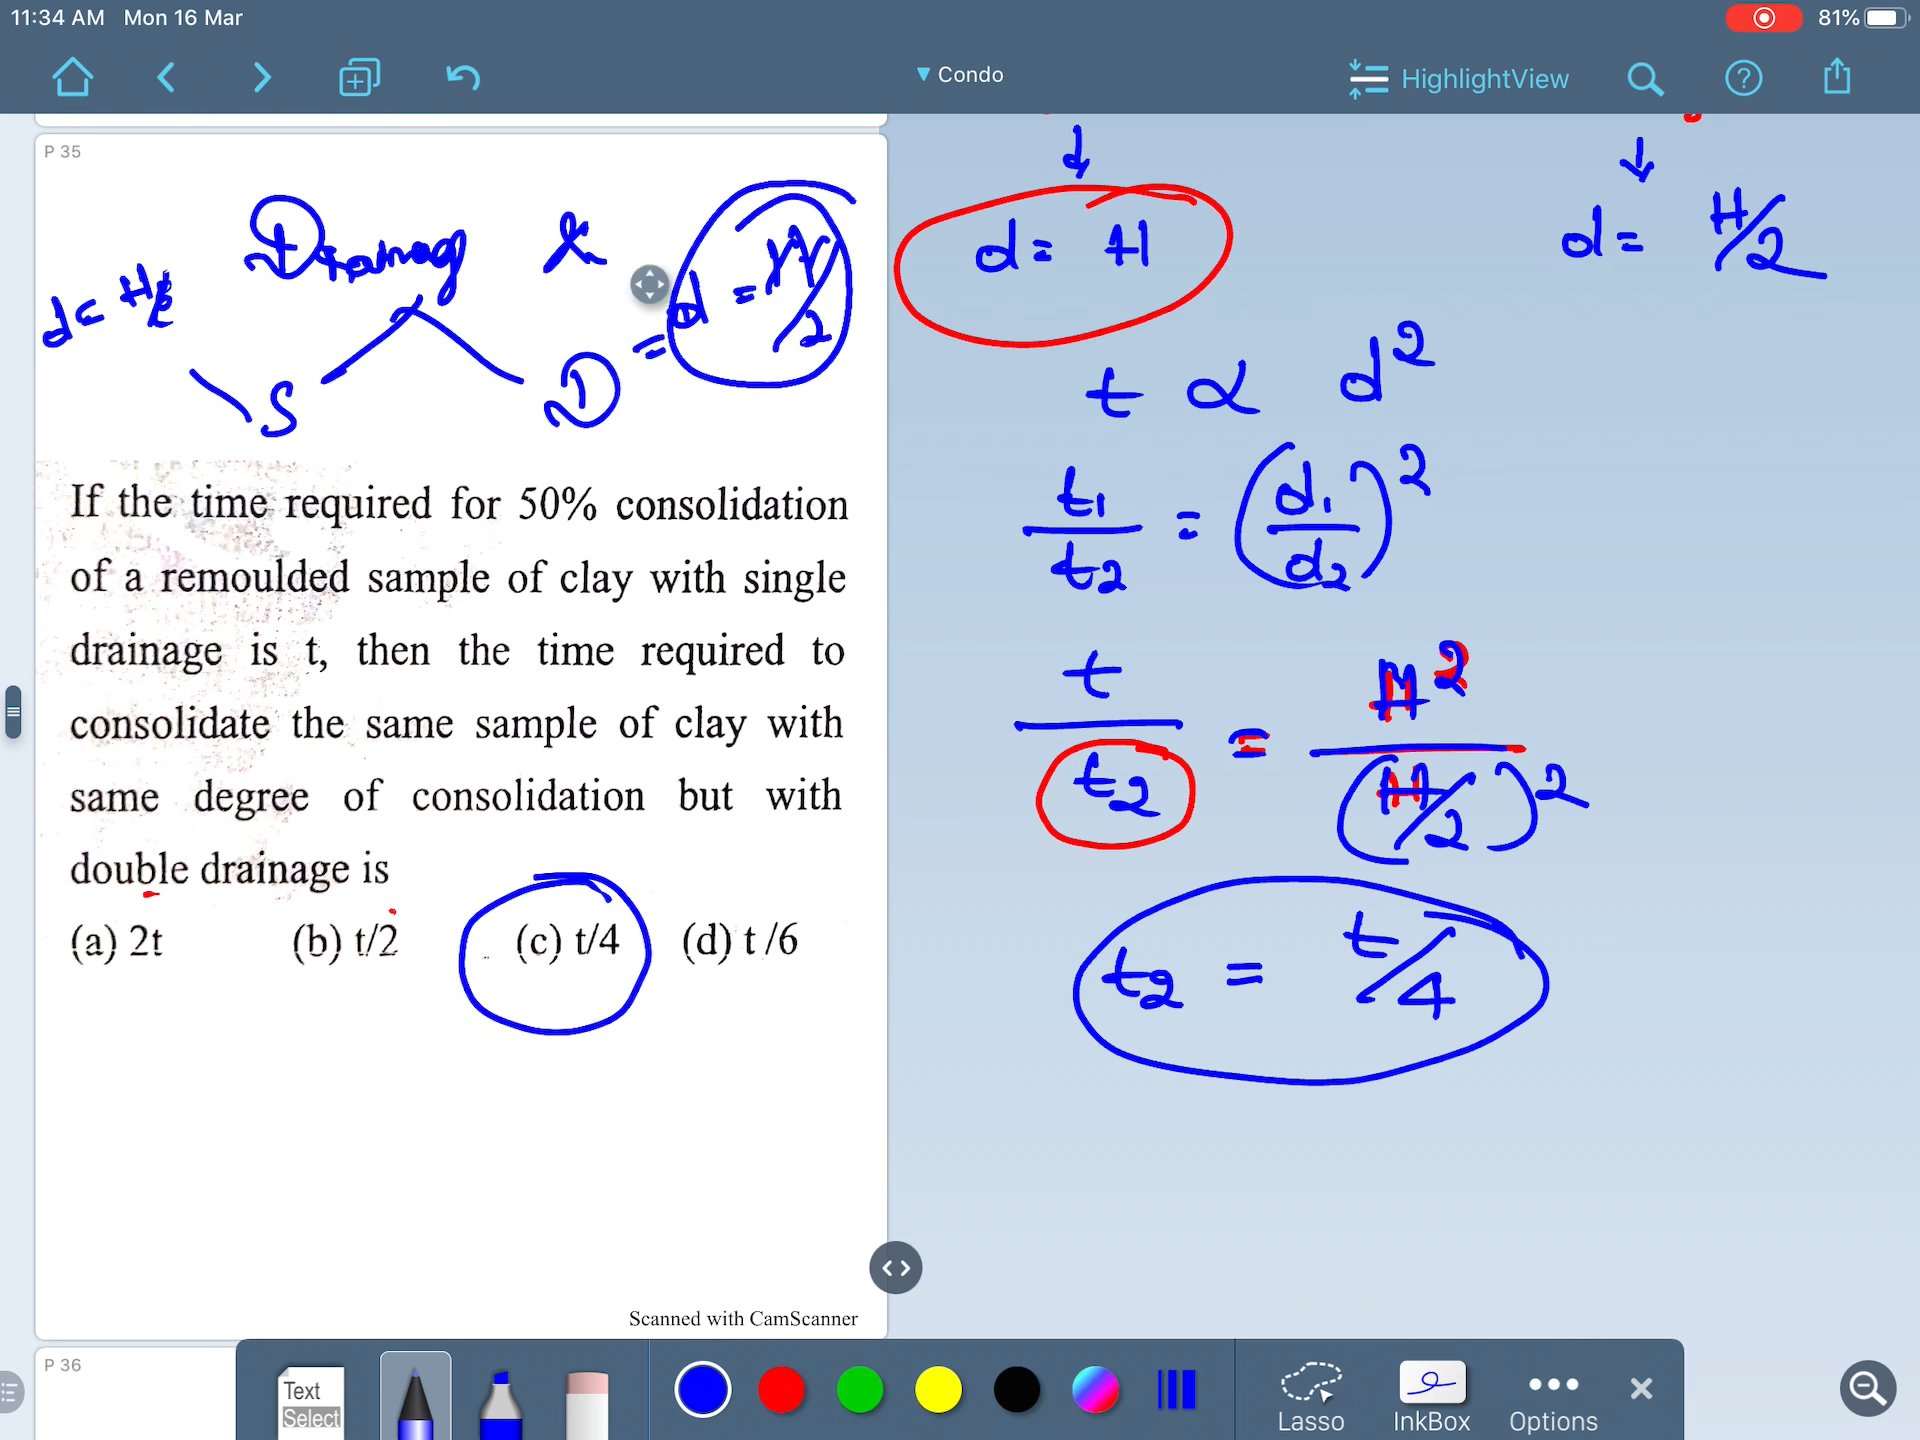 11:34 AM Mon 16 Mar
81%
▼ Condo
HighlightView
P 35
Drainag
d = H/2
S
D = d = H/2
If the time required for 50% consolidation
of a remoulded sample of clay with single
drainage is t, then the time required to
consolidate the same sample of clay with
same degree of consolidation but with
double drainage is
(a) 2t (b) t/2 (c) t/4 (d) t /6
Scanned with CamScanner
P 36
d = H
d = H/2
t ∝ d²
t₁/t₂ = (d₁/d₂)²
t/t₂ = H²/(H/2)²
t₂ = t/4
Text
Select
Lasso
InkBox
Options